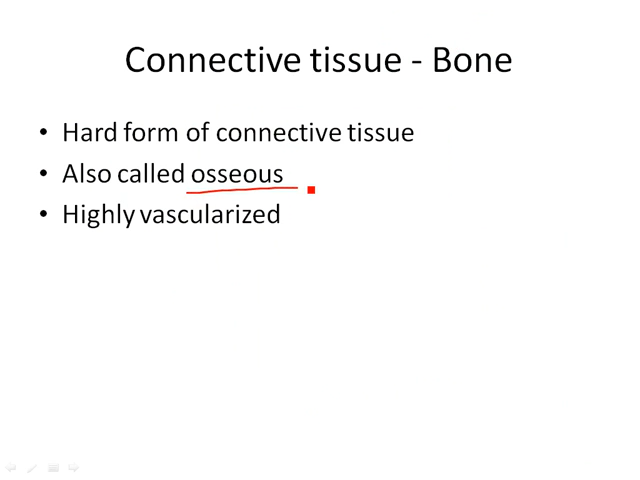 Connective tissue - Bone
• Hard form of connective tissue
• Also called osseous
• Highly vascularized